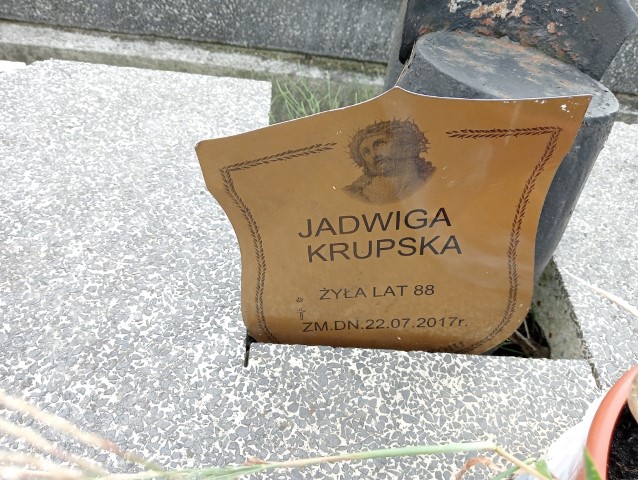 JADWIGA
KRUPSKA
ŻYŁA LAT 88
ZM.DN.22.07.2017r.